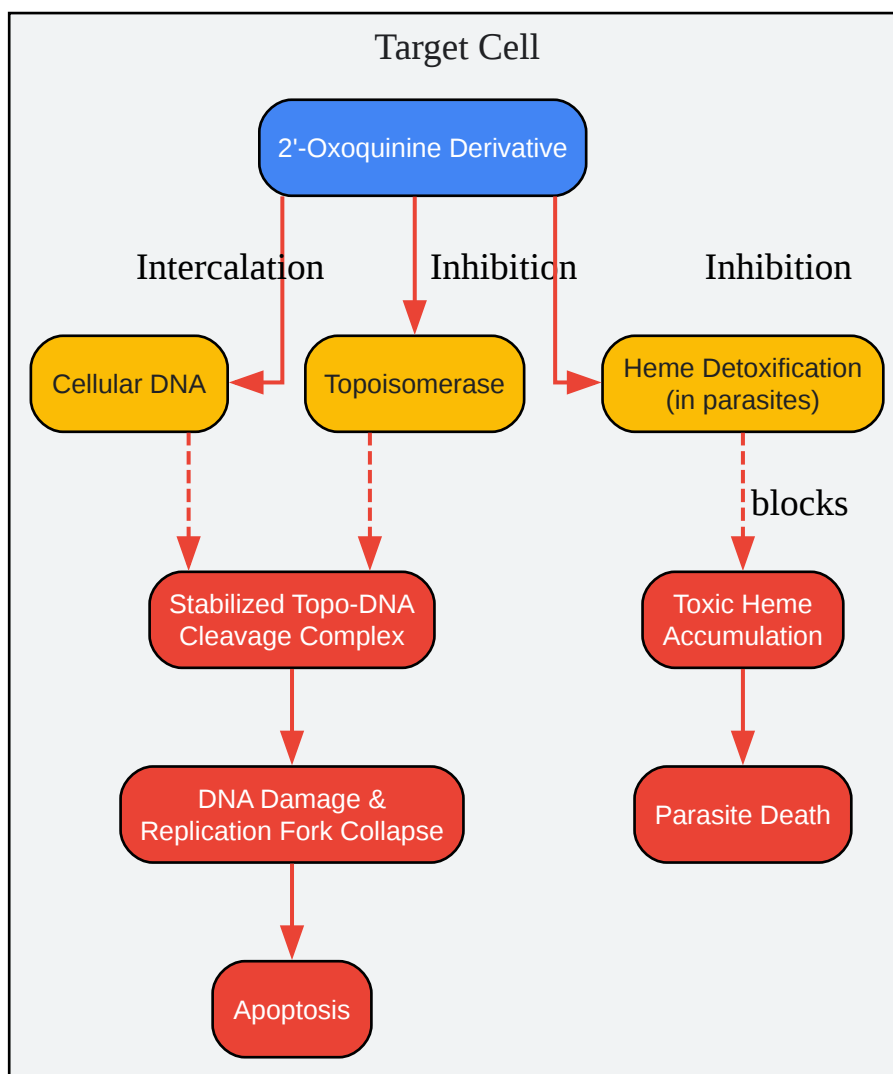 Target Cell
2'-Oxoquinine Derivative
Intercalation
Inhibition
Inhibition
Cellular DNA
Topoisomerase
Heme Detoxification
(in parasites)
blocks
Stabilized Topo-DNA
Cleavage Complex
Toxic Heme
Accumulation
DNA Damage &
Replication Fork Collapse
Parasite Death
Apoptosis